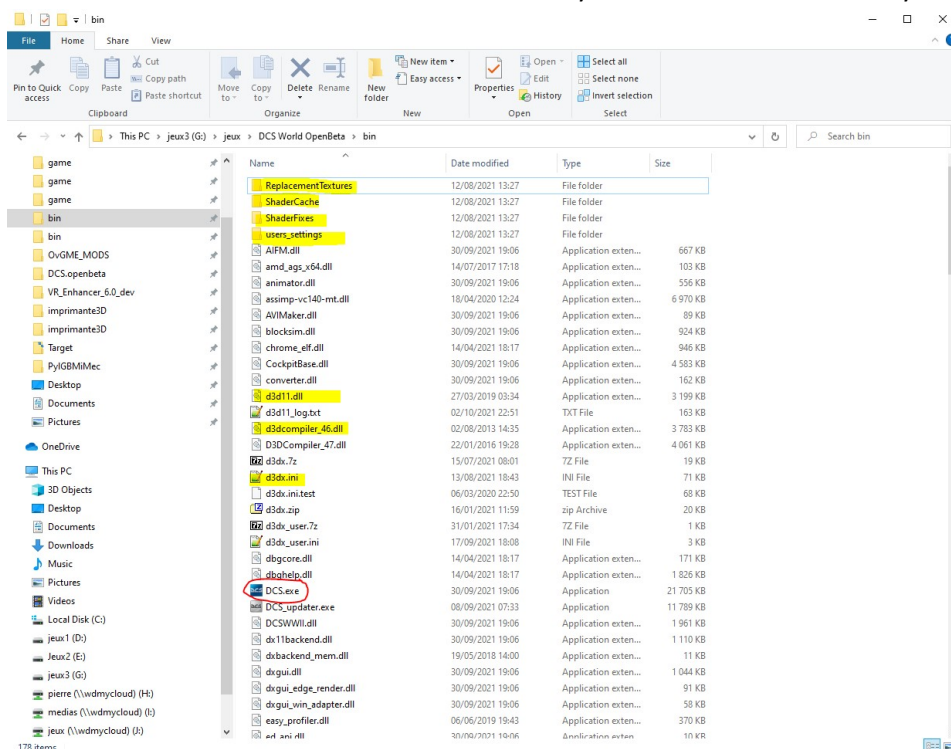 bin
File Home Share View
Pin to Quick access
Copy
Paste
Cut
Copy path
Paste shortcut
Clipboard
Move to
Copy to
Delete
Rename
Organize
New folder
New item
Easy access
New
Properties
Open
Edit
History
Open
Select all
Select none
Invert selection
Select
This PC > jeux3 (G:) > jeux > DCS World OpenBeta > bin
Search bin
game
game
game
bin
bin
OvGME_MODS
DCS.openbeta
VR_Enhancer_6.0_dev
imprimante3D
imprimante3D
Target
PyIGBMiMec
Desktop
Documents
Pictures
OneDrive
This PC
3D Objects
Desktop
Documents
Downloads
Music
Pictures
Videos
Local Disk (C:)
jeux1 (D:)
Jeux2 (E:)
jeux3 (G:)
pierre (\\wdmycloud) (H:)
medias (\\wdmycloud) (I:)
jeux (\\wdmycloud) (J:)
Name Date modified Type Size
ReplacementTextures 12/08/2021 13:27 File folder
ShaderCache 12/08/2021 13:27 File folder
ShaderFixes 12/08/2021 13:27 File folder
users_settings 12/08/2021 13:27 File folder
AIFM.dll 30/09/2021 19:06 Application exten... 667 KB
amd_ags_x64.dll 14/07/2017 17:18 Application exten... 103 KB
animator.dll 30/09/2021 19:06 Application exten... 556 KB
assimp-vc140-mt.dll 18/04/2020 12:24 Application exten... 6 970 KB
AVIMaker.dll 30/09/2021 19:06 Application exten... 89 KB
blocksim.dll 30/09/2021 19:06 Application exten... 924 KB
chrome_elf.dll 14/04/2021 18:17 Application exten... 946 KB
CockpitBase.dll 30/09/2021 19:06 Application exten... 4 583 KB
converter.dll 30/09/2021 19:06 Application exten... 162 KB
d3d11.dll 27/03/2019 03:34 Application exten... 3 199 KB
d3d11_log.txt 02/10/2021 22:51 TXT File 163 KB
d3dcompiler_46.dll 02/08/2013 14:35 Application exten... 3 783 KB
D3DCompiler_47.dll 22/01/2016 19:28 Application exten... 4 061 KB
d3dx.7z 15/07/2021 08:01 7Z File 19 KB
d3dx.ini 13/08/2021 18:43 INI File 71 KB
d3dx.ini.test 06/03/2020 22:50 TEST File 68 KB
d3dx.zip 16/01/2021 11:59 zip Archive 20 KB
d3dx_user.7z 31/01/2021 17:34 7Z File 1 KB
d3dx_user.ini 17/09/2021 18:08 INI File 3 KB
dbgcore.dll 14/04/2021 18:17 Application exten... 171 KB
dbghelp.dll 14/04/2021 18:17 Application exten... 1 826 KB
DCS.exe 30/09/2021 19:06 Application 21 705 KB
DCS_updater.exe 08/09/2021 07:33 Application 11 789 KB
DCSWWII.dll 30/09/2021 19:06 Application exten... 1 961 KB
dx11backend.dll 30/09/2021 19:06 Application exten... 1 110 KB
dxbackend_mem.dll 19/05/2018 14:00 Application exten... 11 KB
dxgui.dll 30/09/2021 19:06 Application exten... 1 044 KB
dxgui_edge_render.dll 30/09/2021 19:06 Application exten... 91 KB
dxgui_win_adapter.dll 30/09/2021 19:06 Application exten... 58 KB
easy_profiler.dll 06/06/2019 19:43 Application exten... 370 KB
ed_api.dll 30/09/2021 19:06 Application exten... 10 KB
178 items